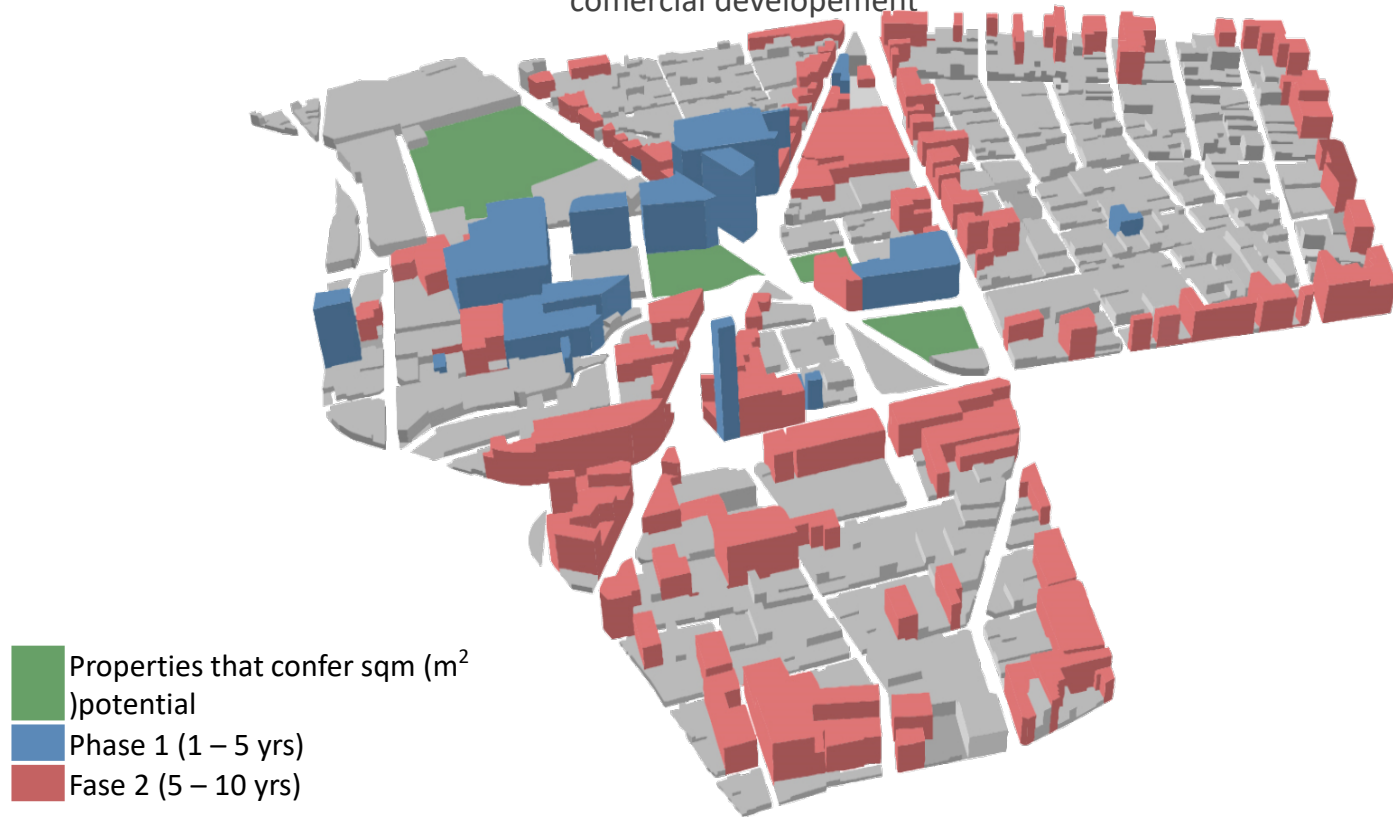 comercial developement
Properties that confer sqm (m²
)potential
Phase 1 (1 – 5 yrs)
Fase 2 (5 – 10 yrs)